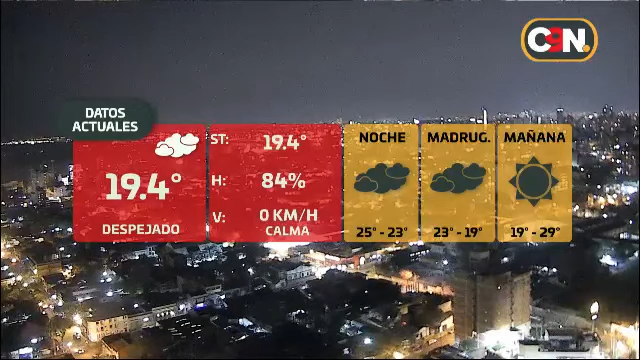 C9N.
DATOS
ACTUALES
19.4°
DESPEJADO
ST: 19.4°
H: 84%
V: 0 KM/H
CALMA
NOCHE
25° - 23°
MADRUG.
23° - 19°
MAÑANA
19° - 29°